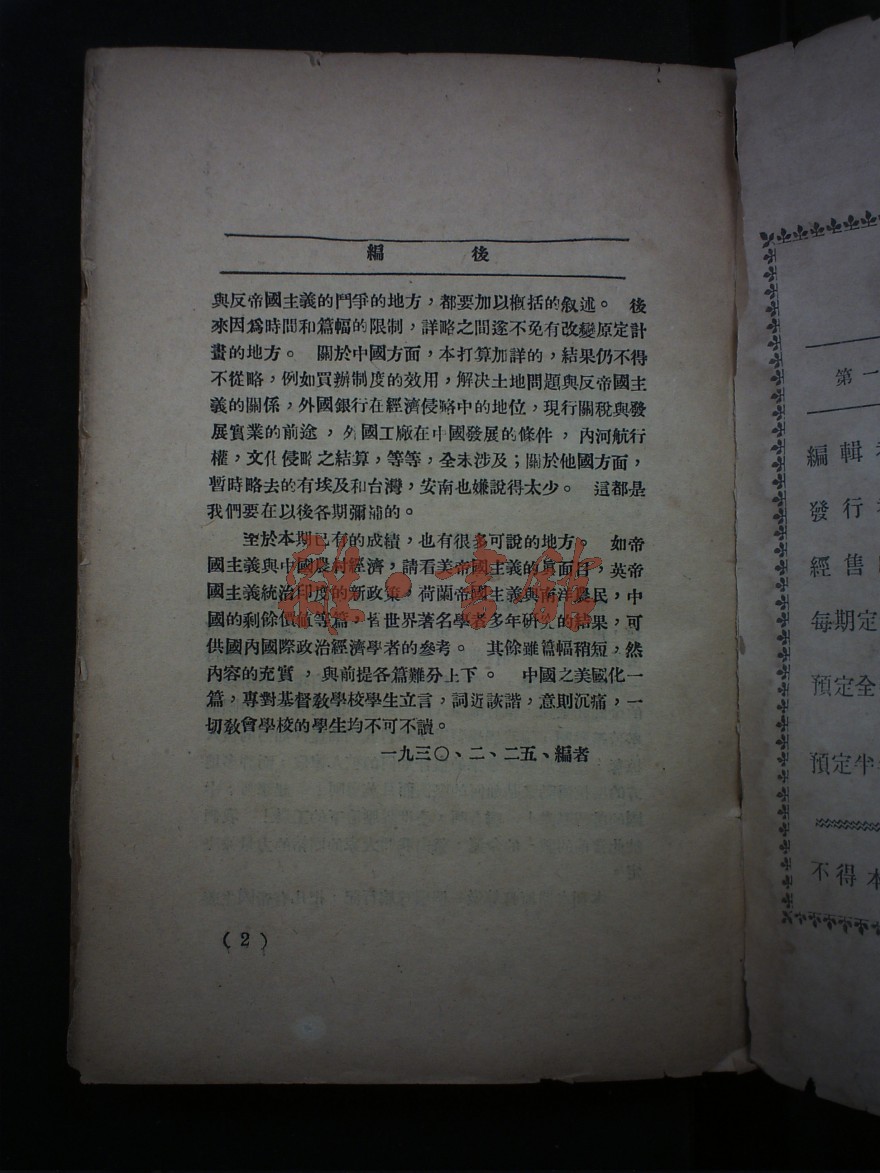 編後
與反帝國主義的鬥爭的地方，都要加以概括的叙述。 後
來因爲時間和篇幅的限制，詳略之間遂不免有改變原定計
畫的地方。 關於中國方面，本打算加詳的，結果仍不得
不從略，例如買辦制度的效用，解決土地問題與反帝國主
義的關係，外國銀行在經濟侵略中的地位，現行關税與發
展實業的前途，外國工廠在中國發展的條件，內河航行
權，文化侵略之結算，等等，全未涉及；關於他國方面，
暫時略去的有埃及和台灣，安南也嫌說得太少。 這都是
我們要在以後各期彌補的。
至於本期已有的成績，也有很多可說的地方。 如帝
國主義與中國農村經濟，請看美帝國主義的眞面目，英帝
國主義統治印度的新政策，荷蘭帝國主義與南洋農民，中
國的剩餘價值等篇，皆世界著名學者多年研究的結果，可
供國內國際政治經濟學者的參考。 其餘雖篇幅稍短，然
內容的充實，與前提各篇難分上下。 中國之美國化一
篇，專對基督敎學校學生立言，詞近詼諧，意則沉痛，一
切敎會學校的學生均不可不讀。
一九三〇、二、二五、編者
(2)
雜·書館
第一
編輯
發行
經售
每期定
預定全
預定半
不得本